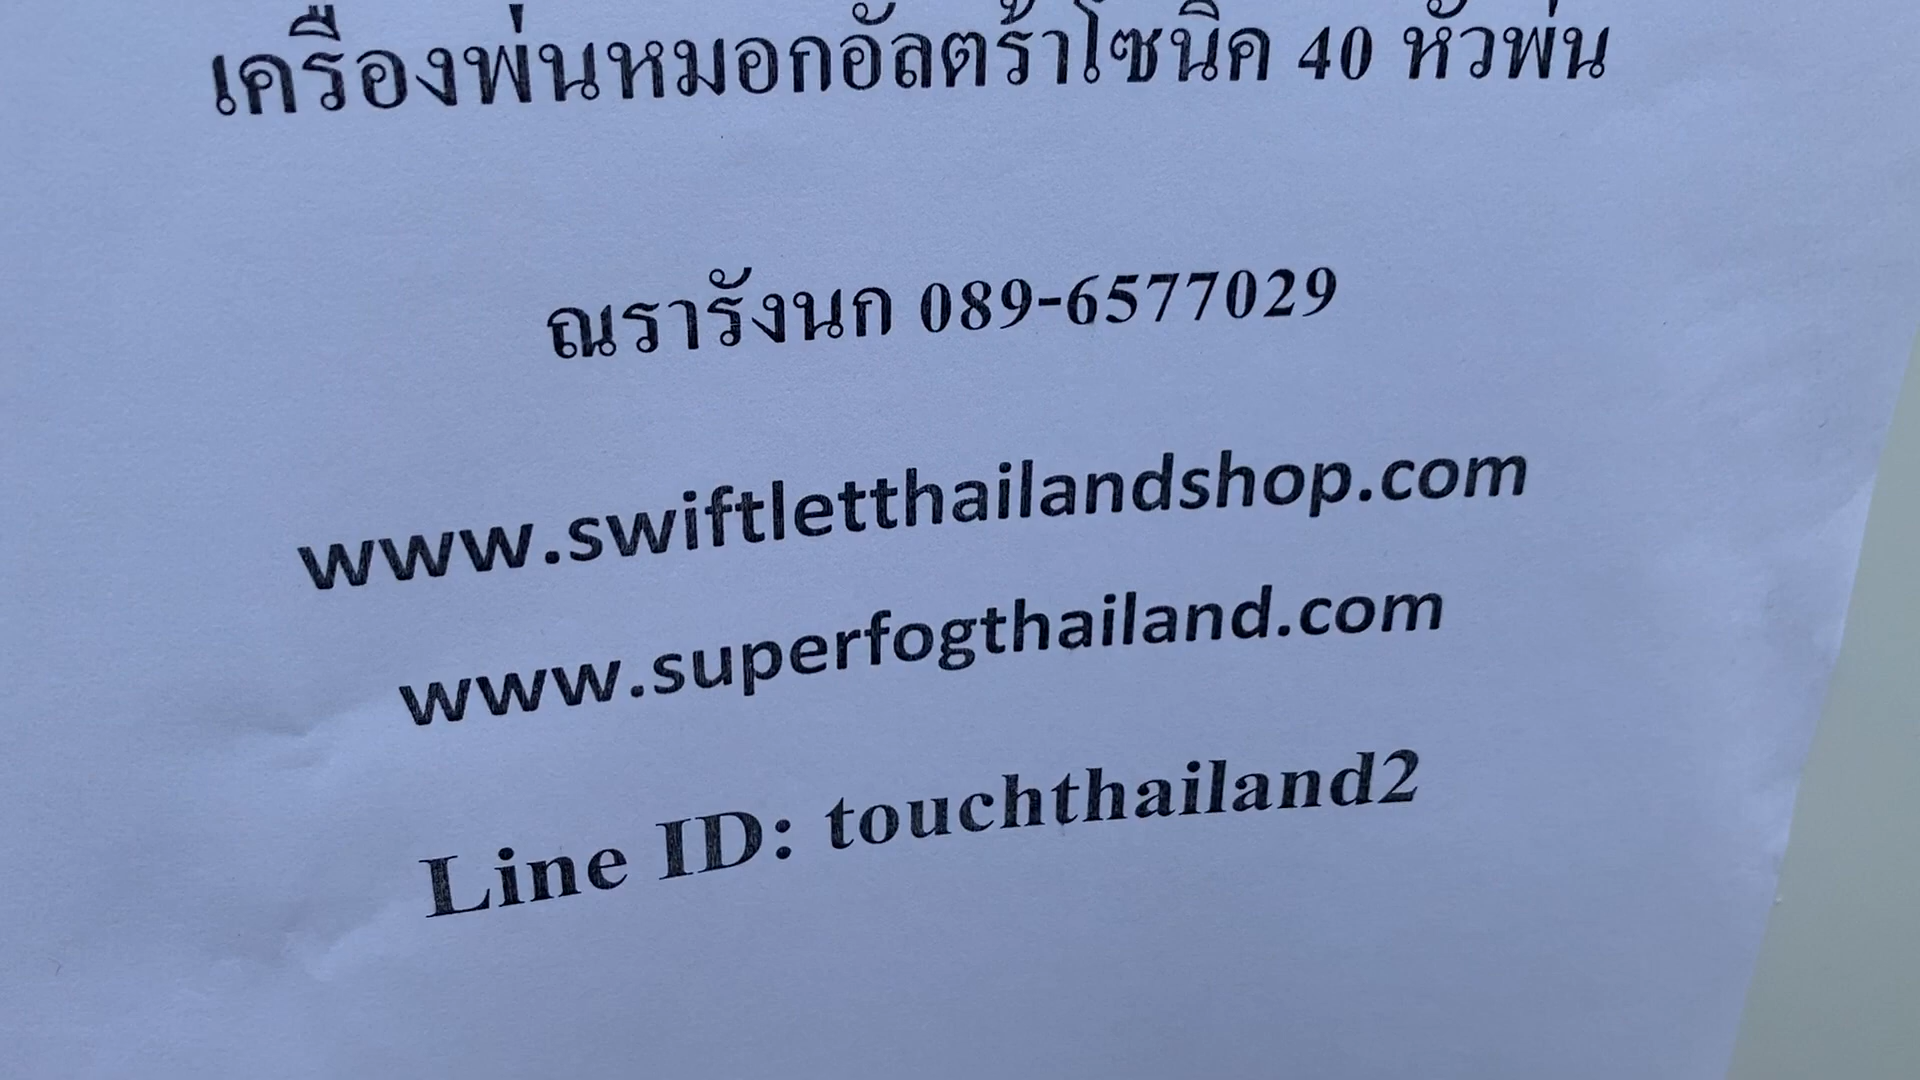 เครื่องพ่นหมอกอัลตร้าโซนิค 40 หัวพ่น
ณรารังนก 089-6577029
www.swiftletthailandshop.com
www.superfogthailand.com
Line ID: touchthailand2